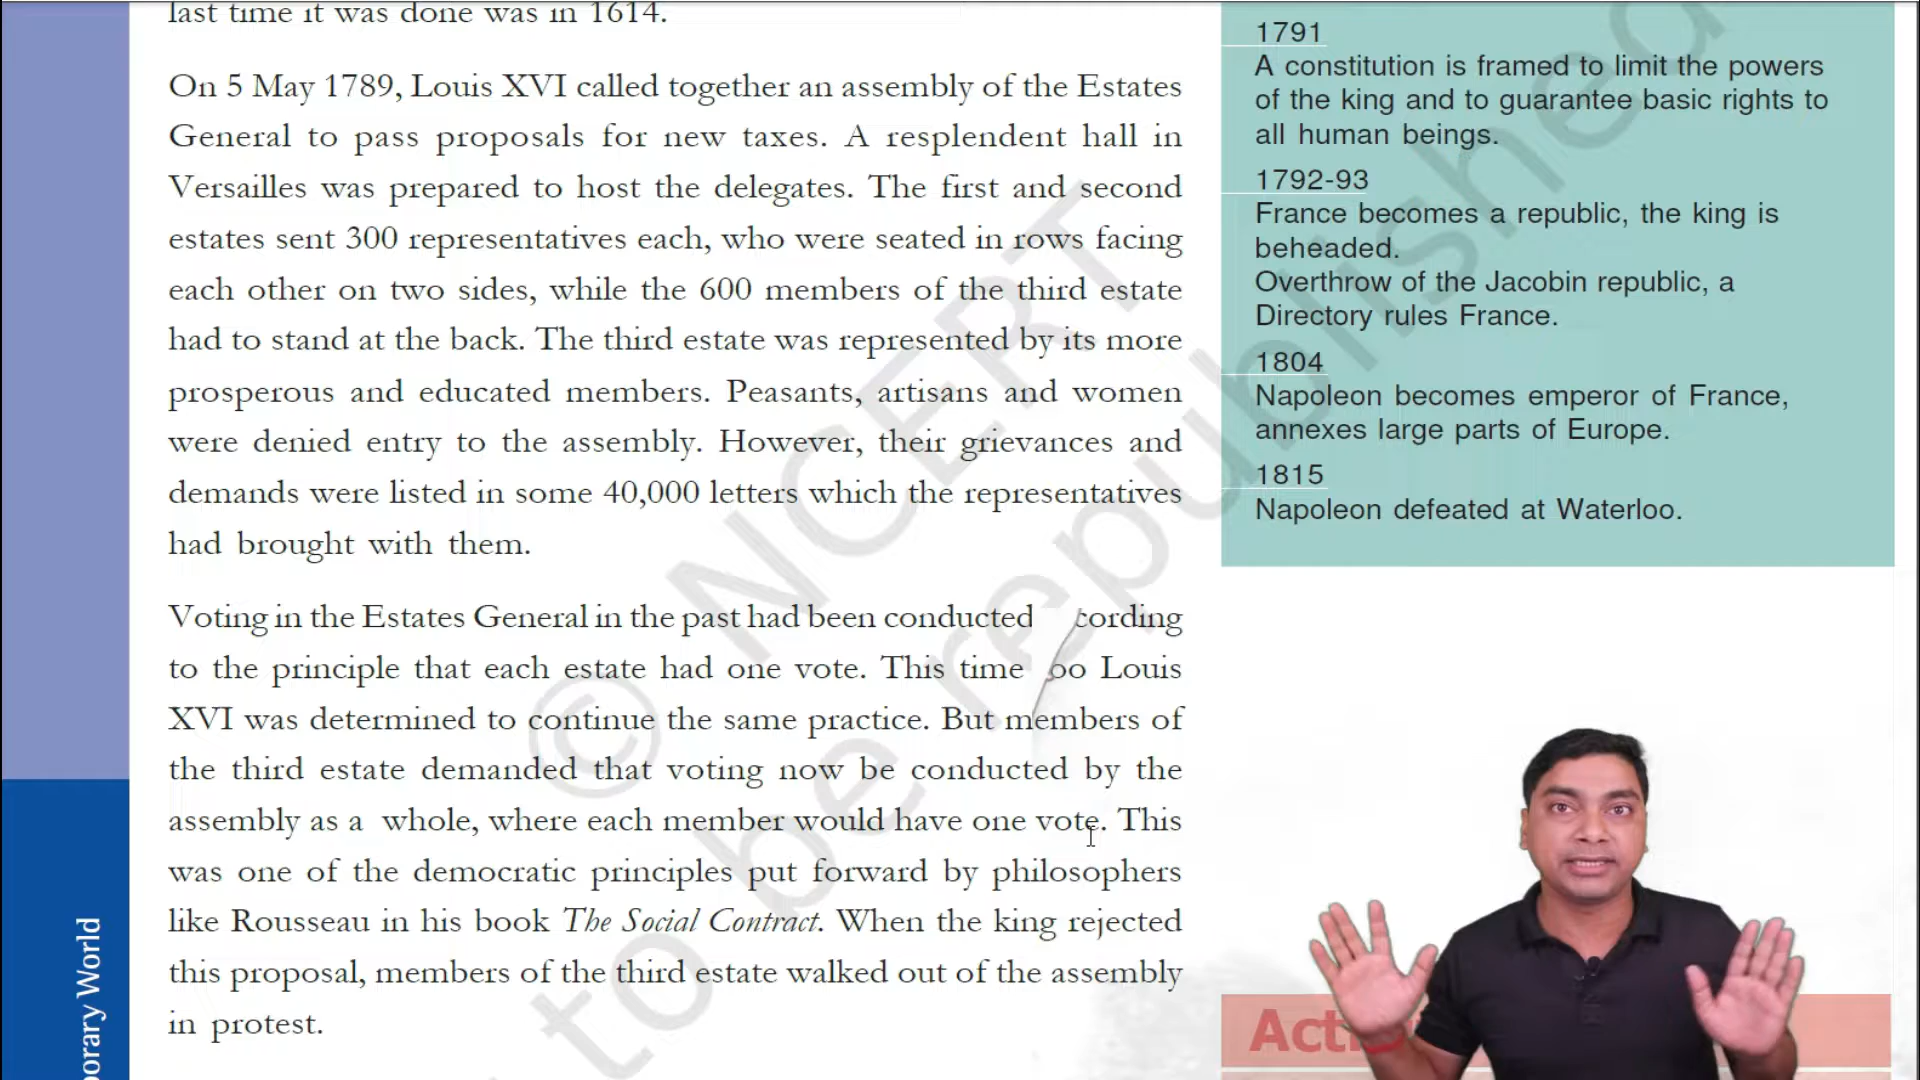 last time it was done was in 1614.
On 5 May 1789, Louis XVI called together an assembly of the Estates
General to pass proposals for new taxes. A resplendent hall in
Versailles was prepared to host the delegates. The first and second
estates sent 300 representatives each, who were seated in rows facing
each other on two sides, while the 600 members of the third estate
had to stand at the back. The third estate was represented by its more
prosperous and educated members. Peasants, artisans and women
were denied entry to the assembly. However, their grievances and
demands were listed in some 40,000 letters which the representatives
had brought with them.
Voting in the Estates General in the past had been conducted cording
to the principle that each estate had one vote. This time oo Louis
XVI was determined to continue the same practice. But members of
the third estate demanded that voting now be conducted by the
assembly as a whole, where each member would have one vote. This
was one of the democratic principles put forward by philosophers
like Rousseau in his book The Social Contract. When the king rejected
this proposal, members of the third estate walked out of the assembly
in protest.
1791
A constitution is framed to limit the powers
of the king and to guarantee basic rights to
all human beings.
1792-93
France becomes a republic, the king is
beheaded.
Overthrow of the Jacobin republic, a
Directory rules France.
1804
Napoleon becomes emperor of France,
annexes large parts of Europe.
1815
Napoleon defeated at Waterloo.
Acti
porary World
© NCERT
to be republished